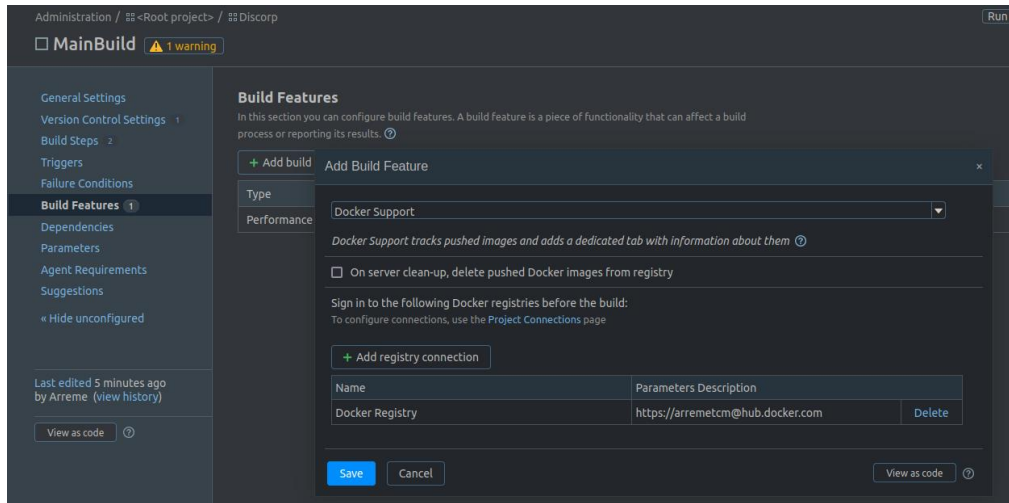 Administration / <Root project> / Discorp
Run
MainBuild 1 warning
General Settings
Version Control Settings 1
Build Steps 2
Triggers
Failure Conditions
Build Features 1
Dependencies
Parameters
Agent Requirements
Suggestions
« Hide unconfigured
Last edited 5 minutes ago
by Arreme (view history)
View as code
Build Features
In this section you can configure build features. A build feature is a piece of functionality that can affect a build
process or reporting its results.
+ Add build
Type
Performance
Add Build Feature ×
Docker Support
Docker Support tracks pushed images and adds a dedicated tab with information about them
On server clean-up, delete pushed Docker images from registry
Sign in to the following Docker registries before the build:
To configure connections, use the Project Connections page
+ Add registry connection
Name Parameters Description
Docker Registry https://arremetcm@hub.docker.com Delete
Save Cancel View as code